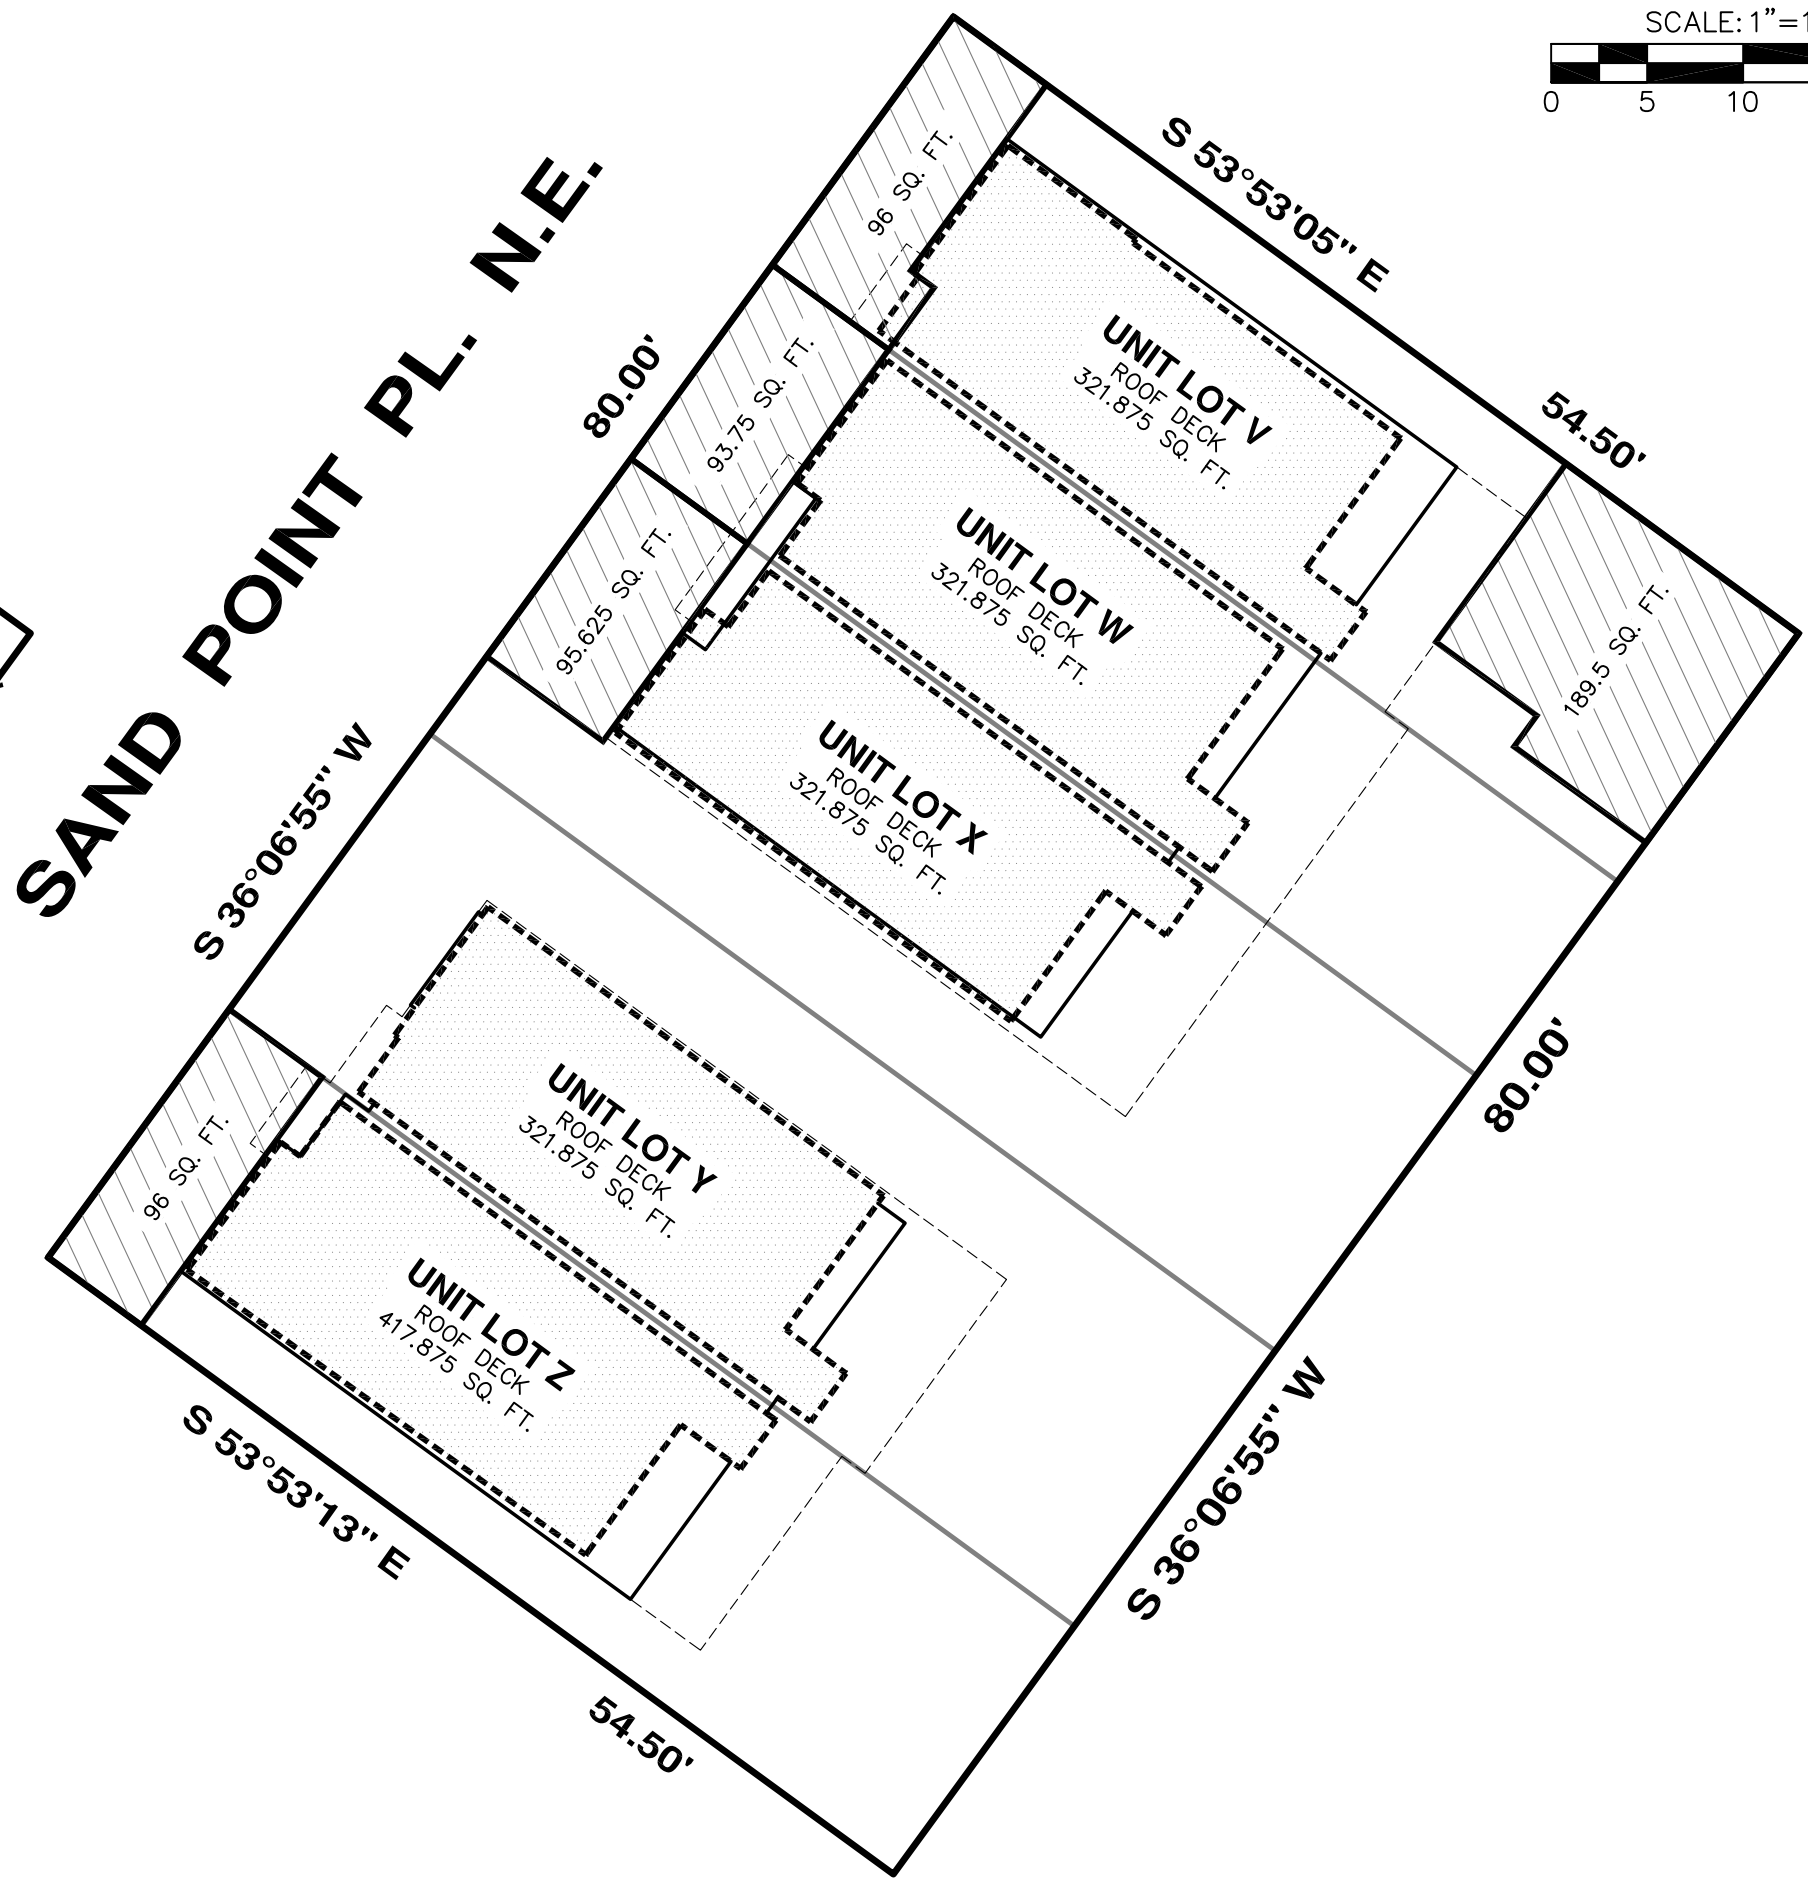 SCALE: 1"=1
0 5 10
S 53°53'05" E
54.50'
SAND POINT PL. N.E.
80.00'
S 36°06'55" W
96 SQ. FT.
93.75 SQ. FT.
95.625 SQ. FT.
189.5 SQ. FT.
UNIT LOT V
ROOF DECK
321.875 SQ. FT.
UNIT LOT W
ROOF DECK
321.875 SQ. FT.
UNIT LOT X
ROOF DECK
321.875 SQ. FT.
UNIT LOT Y
ROOF DECK
321.875 SQ. FT.
UNIT LOT Z
ROOF DECK
417.875 SQ. FT.
96 SQ. FT.
80.00'
S 36°06'55" W
S 53°53'13" E
54.50'